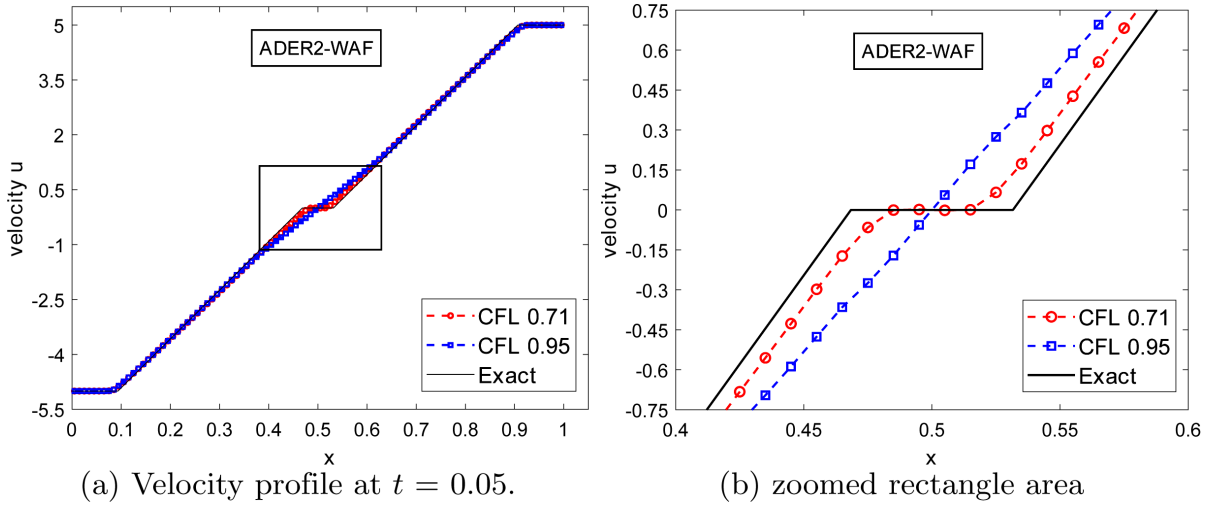 ADER2-WAF
velocity u
5
3.5
2
0.5
-1
-2.5
-4
-5.5
0 0.1 0.2 0.3 0.4 0.5 0.6 0.7 0.8 0.9 1
x
CFL 0.71
CFL 0.95
Exact
(a) Velocity profile at t = 0.05.
ADER2-WAF
velocity u
0.75
0.6
0.45
0.3
0.15
0
-0.15
-0.3
-0.45
-0.6
-0.75
0.4 0.45 0.5 0.55 0.6
x
CFL 0.71
CFL 0.95
Exact
(b) zoomed rectangle area